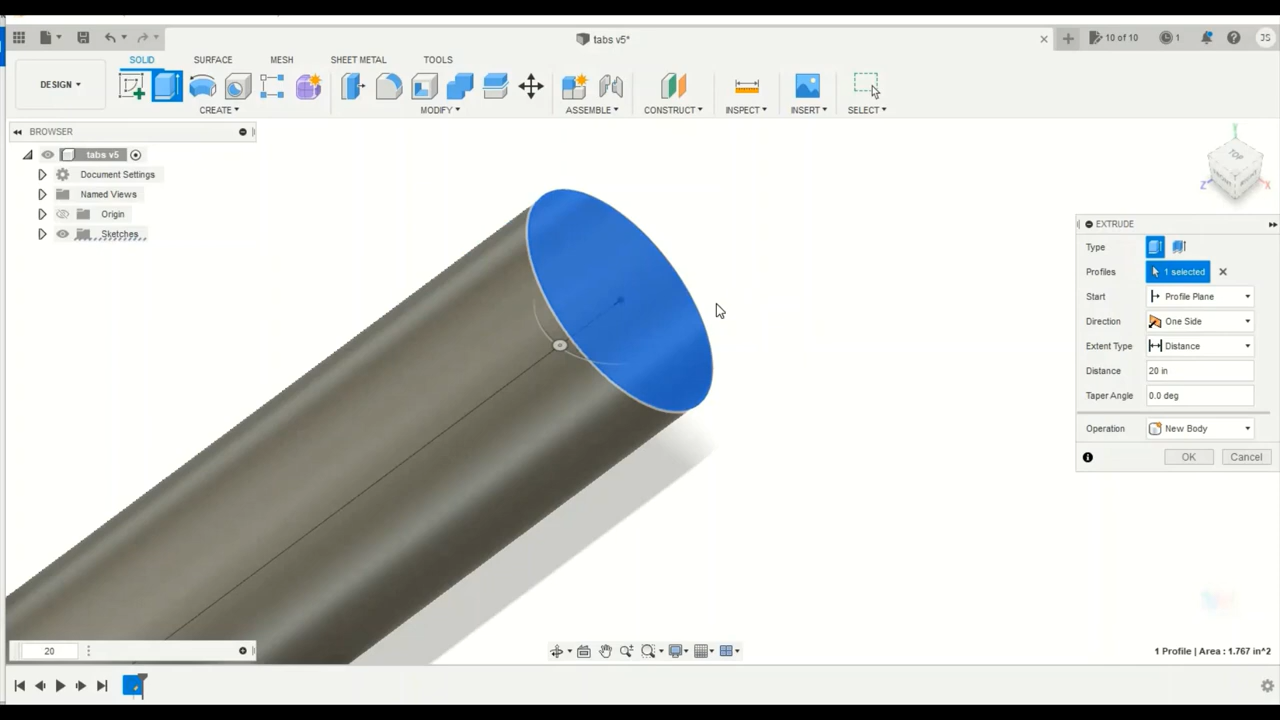 tabs v5*
10 of 10
1
JS
SOLID
SURFACE
MESH
SHEET METAL
TOOLS
DESIGN
CREATE
MODIFY
ASSEMBLE
CONSTRUCT
INSPECT
INSERT
SELECT
BROWSER
tabs v5
Document Settings
Named Views
Origin
Sketches
TOP
Z
X
EXTRUDE
Type
Profiles 1 selected
Start Profile Plane
Direction One Side
Extent Type Distance
Distance 20 in
Taper Angle 0.0 deg
Operation New Body
OK Cancel
20
1 Profile | Area : 1.767 in^2